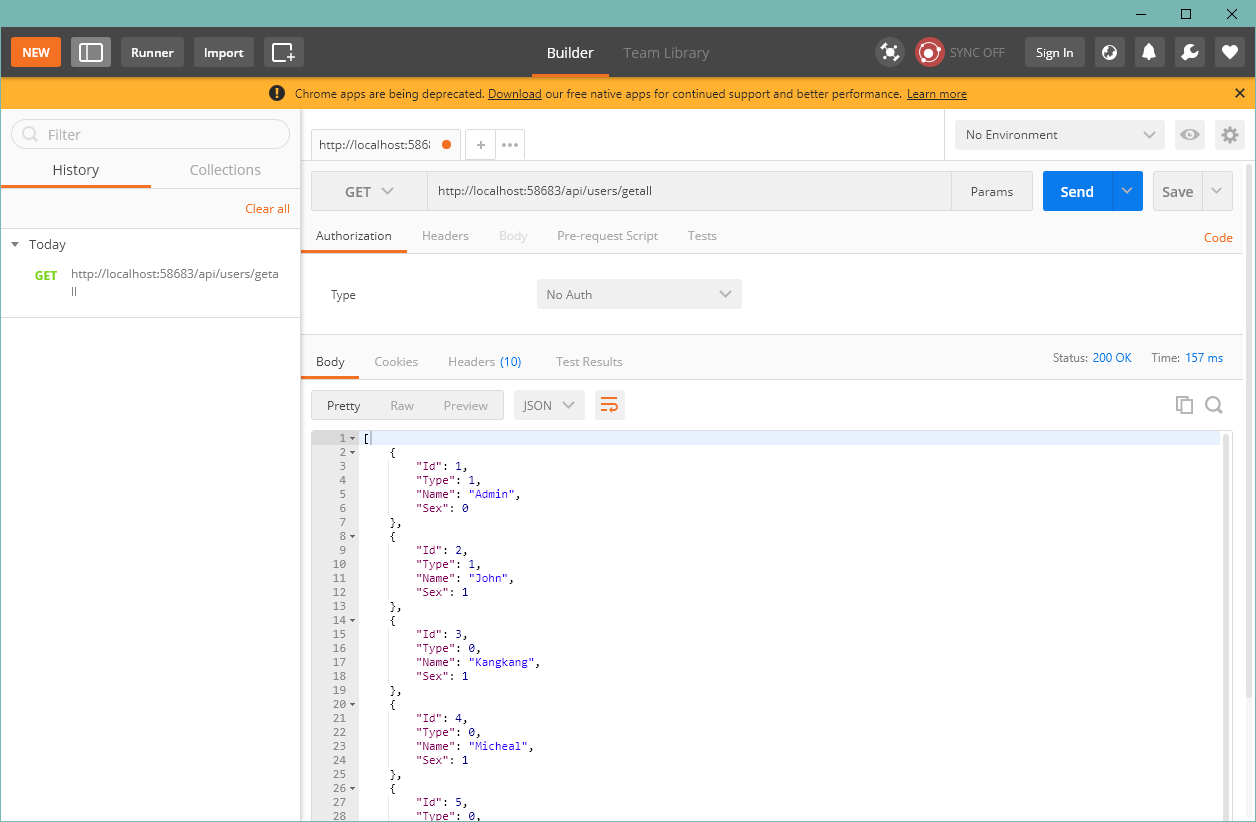 NEW Runner Import Builder Team Library SYNC OFF Sign In
Chrome apps are being deprecated. Download our free native apps for continued support and better performance. Learn more
Filter
History Collections
Clear all
Today
GET http://localhost:58683/api/users/geta
ll
http://localhost:586
No Environment
GET http://localhost:58683/api/users/getall Params Send Save
Authorization Headers Body Pre-request Script Tests Code
Type No Auth
Body Cookies Headers (10) Test Results Status: 200 OK Time: 157 ms
Pretty Raw Preview JSON
1 [
2 {
3 "Id": 1,
4 "Type": 1,
5 "Name": "Admin",
6 "Sex": 0
7 },
8 {
9 "Id": 2,
10 "Type": 1,
11 "Name": "John",
12 "Sex": 1
13 },
14 {
15 "Id": 3,
16 "Type": 0,
17 "Name": "Kangkang",
18 "Sex": 1
19 },
20 {
21 "Id": 4,
22 "Type": 0,
23 "Name": "Micheal",
24 "Sex": 1
25 },
26 {
27 "Id": 5,
28 "Type": 0,